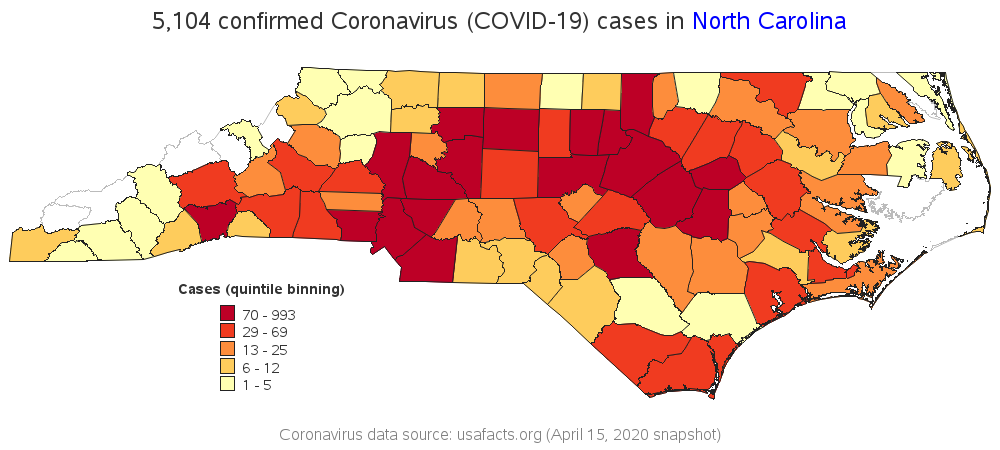 5,104 confirmed Coronavirus (COVID-19) cases in North Carolina
Cases (quintile binning)
70 - 993
29 - 69
13 - 25
6 - 12
1 - 5
Coronavirus data source: usafacts.org (April 15, 2020 snapshot)